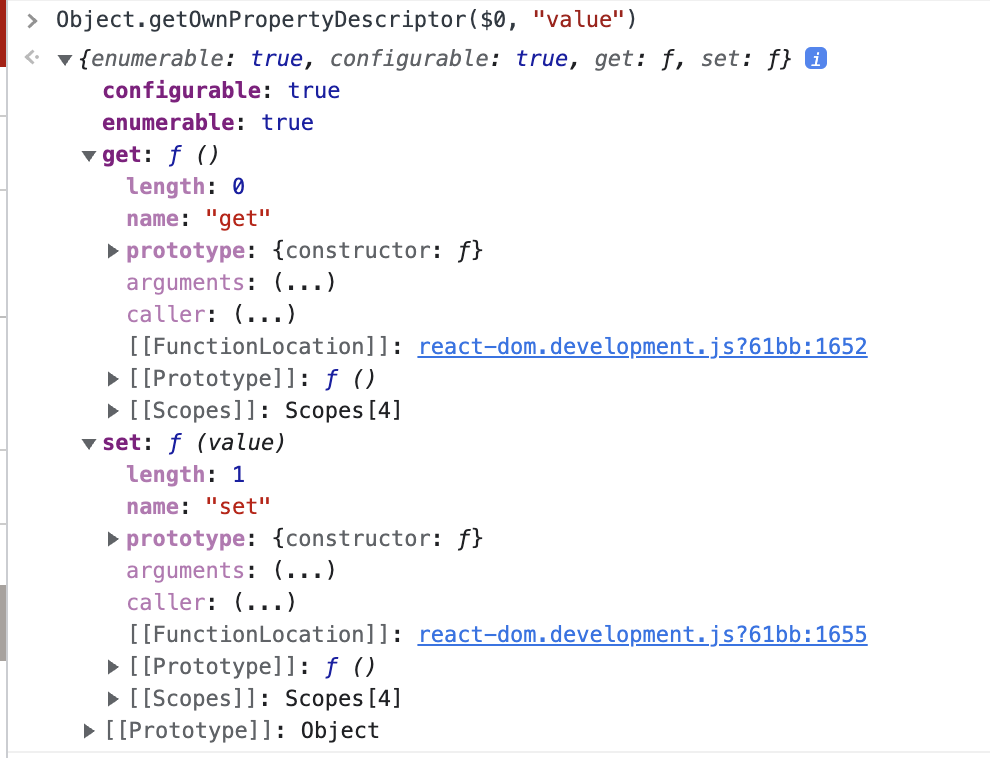 Object.getOwnPropertyDescriptor($0, "value")
{enumerable: true, configurable: true, get: ƒ, set: ƒ} i
configurable: true
enumerable: true
get: ƒ ()
length: 0
name: "get"
prototype: {constructor: ƒ}
arguments: (...)
caller: (...)
[[FunctionLocation]]: react-dom.development.js?61bb:1652
[[Prototype]]: ƒ ()
[[Scopes]]: Scopes[4]
set: ƒ (value)
length: 1
name: "set"
prototype: {constructor: ƒ}
arguments: (...)
caller: (...)
[[FunctionLocation]]: react-dom.development.js?61bb:1655
[[Prototype]]: ƒ ()
[[Scopes]]: Scopes[4]
[[Prototype]]: Object